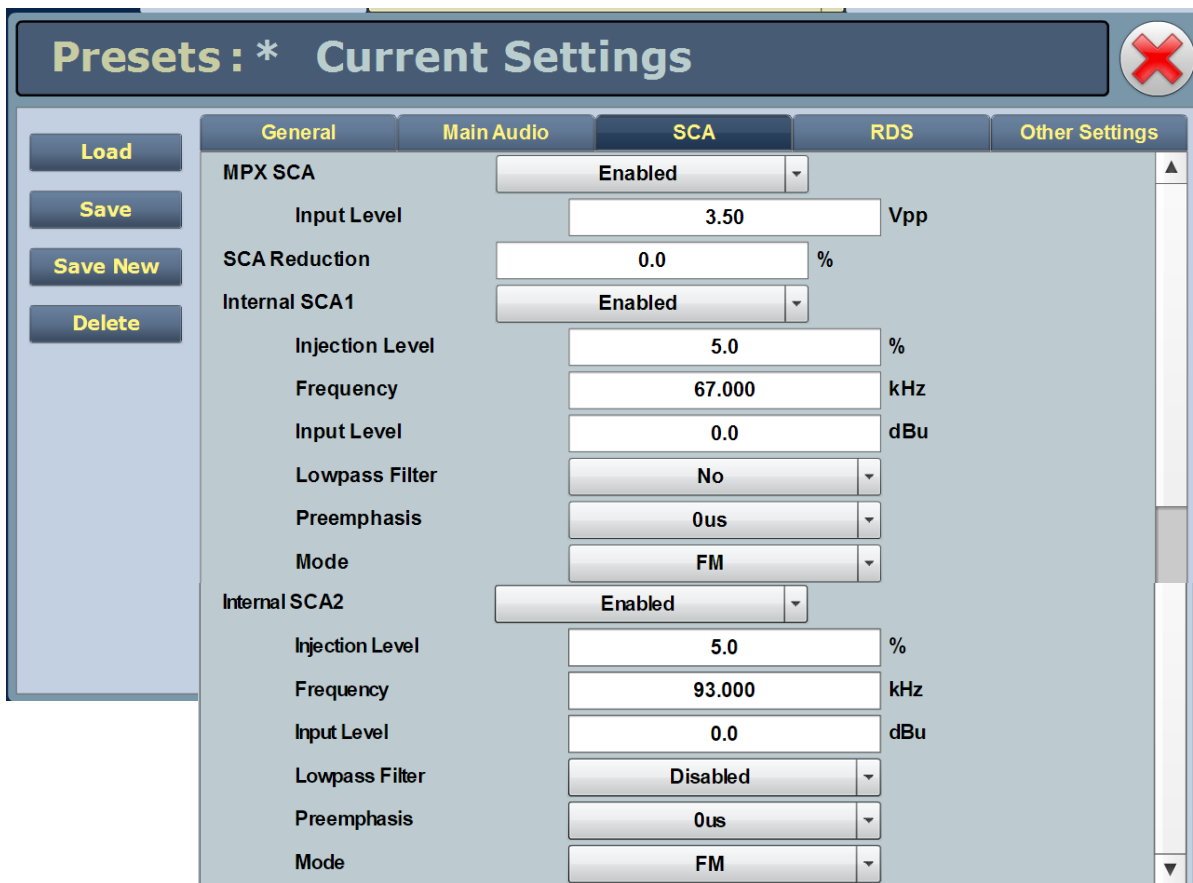 Presets: * Current Settings
Load
Save
Save New
Delete
General Main Audio SCA RDS Other Settings
MPX SCA Enabled
Input Level 3.50 Vpp
SCA Reduction 0.0 %
Internal SCA1 Enabled
Injection Level 5.0 %
Frequency 67.000 kHz
Input Level 0.0 dBu
Lowpass Filter No
Preemphasis 0us
Mode FM
Internal SCA2 Enabled
Injection Level 5.0 %
Frequency 93.000 kHz
Input Level 0.0 dBu
Lowpass Filter Disabled
Preemphasis 0us
Mode FM